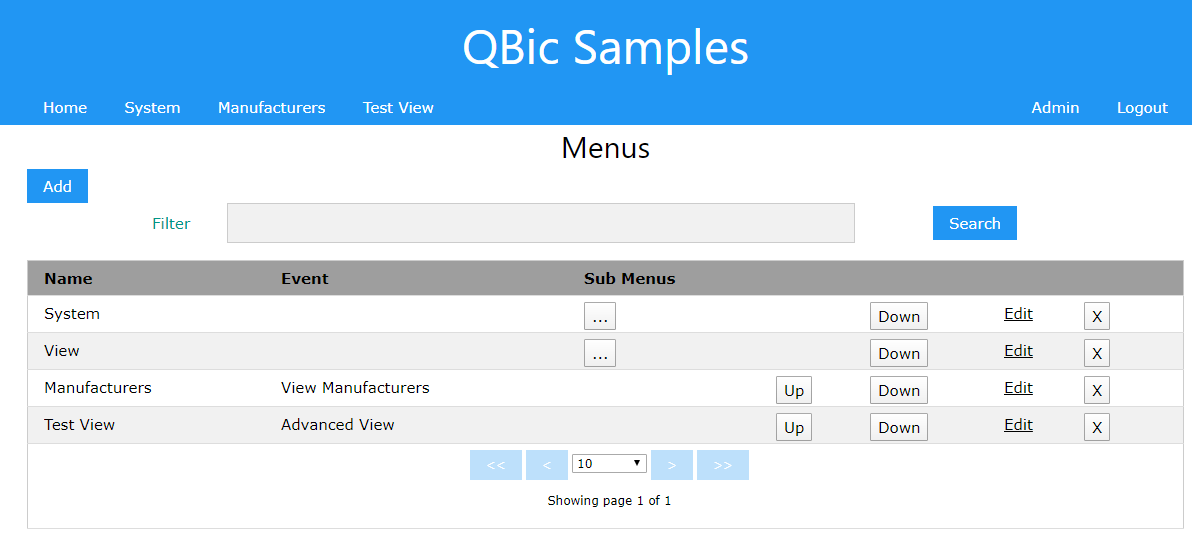 QBic Samples
Home System Manufacturers Test View Admin Logout
Menus
Add
Filter Search
Name Event Sub Menus
System ... Down Edit X
View ... Down Edit X
Manufacturers View Manufacturers Up Down Edit X
Test View Advanced View Up Down Edit X
<< < 10 > >>
Showing page 1 of 1